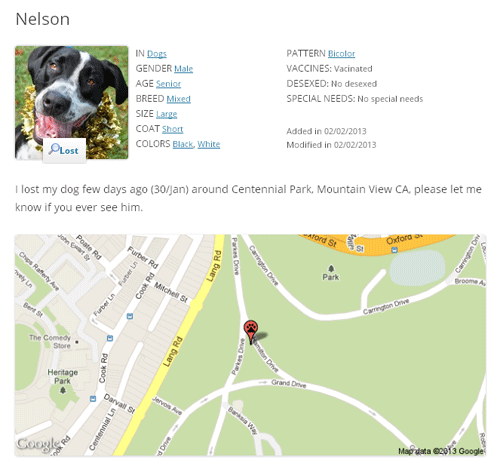 Nelson
IN Dogs
GENDER Male
AGE Senior
BREED Mixed
SIZE Large
COAT Short
COLORS Black, White
PATTERN Bicolor
VACCINES: Vacinated
DESEXED: No desexed
SPECIAL NEEDS: No special needs
Added in 02/02/2013
Modified in 02/02/2013
Lost
I lost my dog few days ago (30/Jan) around Centennial Park, Mountain View CA, please let me
know if you ever see him.
Poate Rd
Furber Rd
Furber Ln
Cook Rd
Mitchell St
Lang Rd
Parkes Drive
Carrington Drive
Oxford St
Oxford St
Park
Broome Av
Carrington Drive
Bent St
The Comedy
Store
Cook Rd
Lang Rd
Heritage
Park
Darvall St
Centennial Ln
Parkes Drive
Hamilton Drive
Grand Drive
Banksia Way
Google
Map data ©2013 Google